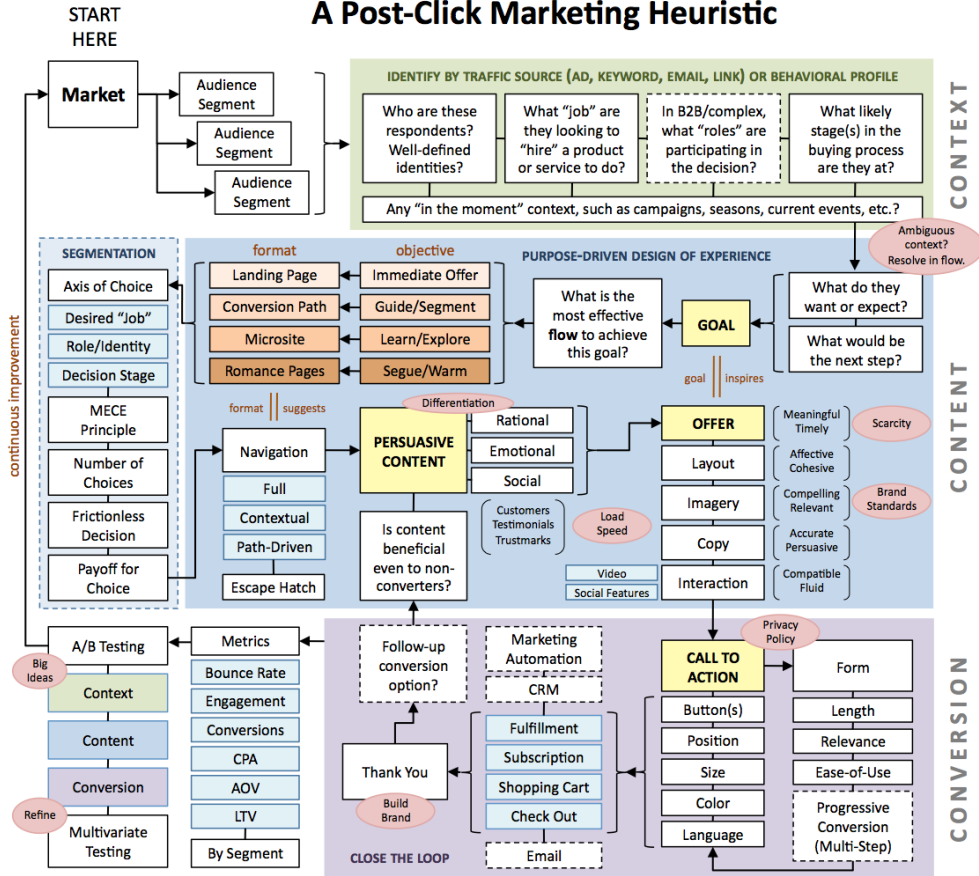 A Post-Click Marketing Heuristic
START
HERE
Market
Audience
Segment
Audience
Segment
Audience
Segment
IDENTIFY BY TRAFFIC SOURCE (AD, KEYWORD, EMAIL, LINK) OR BEHAVIORAL PROFILE
Who are these
respondents?
Well-defined
identities?
What “job” are
they looking to
“hire” a product
or service to do?
In B2B/complex,
what “roles” are
participating in
the decision?
What likely
stage(s) in the
buying process
are they at?
Any “in the moment” context, such as campaigns, seasons, current events, etc.?
CONTEXT
Ambiguous
context?
Resolve in flow.
SEGMENTATION
Axis of Choice
Desired “Job”
Role/Identity
Decision Stage
MECE
Principle
Number of
Choices
Frictionless
Decision
Payoff for
Choice
continuous improvement
format
objective
Landing Page
Immediate Offer
Conversion Path
Guide/Segment
Microsite
Learn/Explore
Romance Pages
Segue/Warm
PURPOSE-DRIVEN DESIGN OF EXPERIENCE
What is the
most effective
flow to achieve
this goal?
GOAL
What do they
want or expect?
What would be
the next step?
goal
inspires
format
suggests
Navigation
Full
Contextual
Path-Driven
Escape Hatch
Differentiation
PERSUASIVE
CONTENT
Rational
Emotional
Social
Customers
Testimonials
Trustmarks
Load
Speed
Is content
beneficial
even to non-
converters?
OFFER
Layout
Imagery
Copy
Interaction
Video
Social Features
Meaningful
Timely
Affective
Cohesive
Compelling
Relevant
Accurate
Persuasive
Compatible
Fluid
Scarcity
Brand
Standards
CONTENT
A/B Testing
Big
Ideas
Context
Content
Conversion
Refine
Multivariate
Testing
Metrics
Bounce Rate
Engagement
Conversions
CPA
AOV
LTV
By Segment
Follow-up
conversion
option?
Thank You
Build
Brand
CLOSE THE LOOP
Marketing
Automation
CRM
Fulfillment
Subscription
Shopping Cart
Check Out
Email
Privacy
Policy
CALL TO
ACTION
Button(s)
Position
Size
Color
Language
Form
Length
Relevance
Ease-of-Use
Progressive
Conversion
(Multi-Step)
CONVERSION